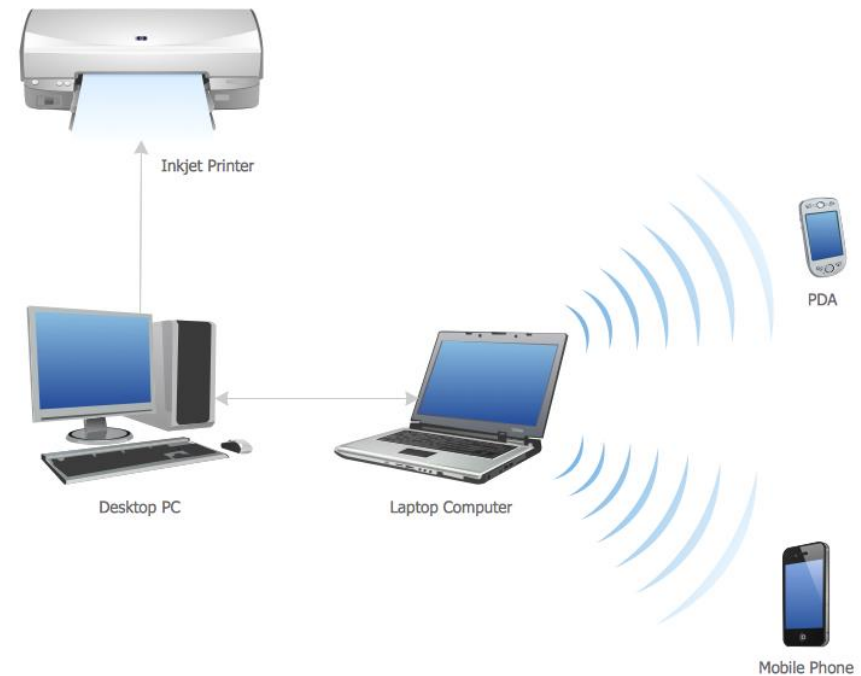 Inkjet Printer
PDA
Desktop PC
Laptop Computer
Mobile Phone